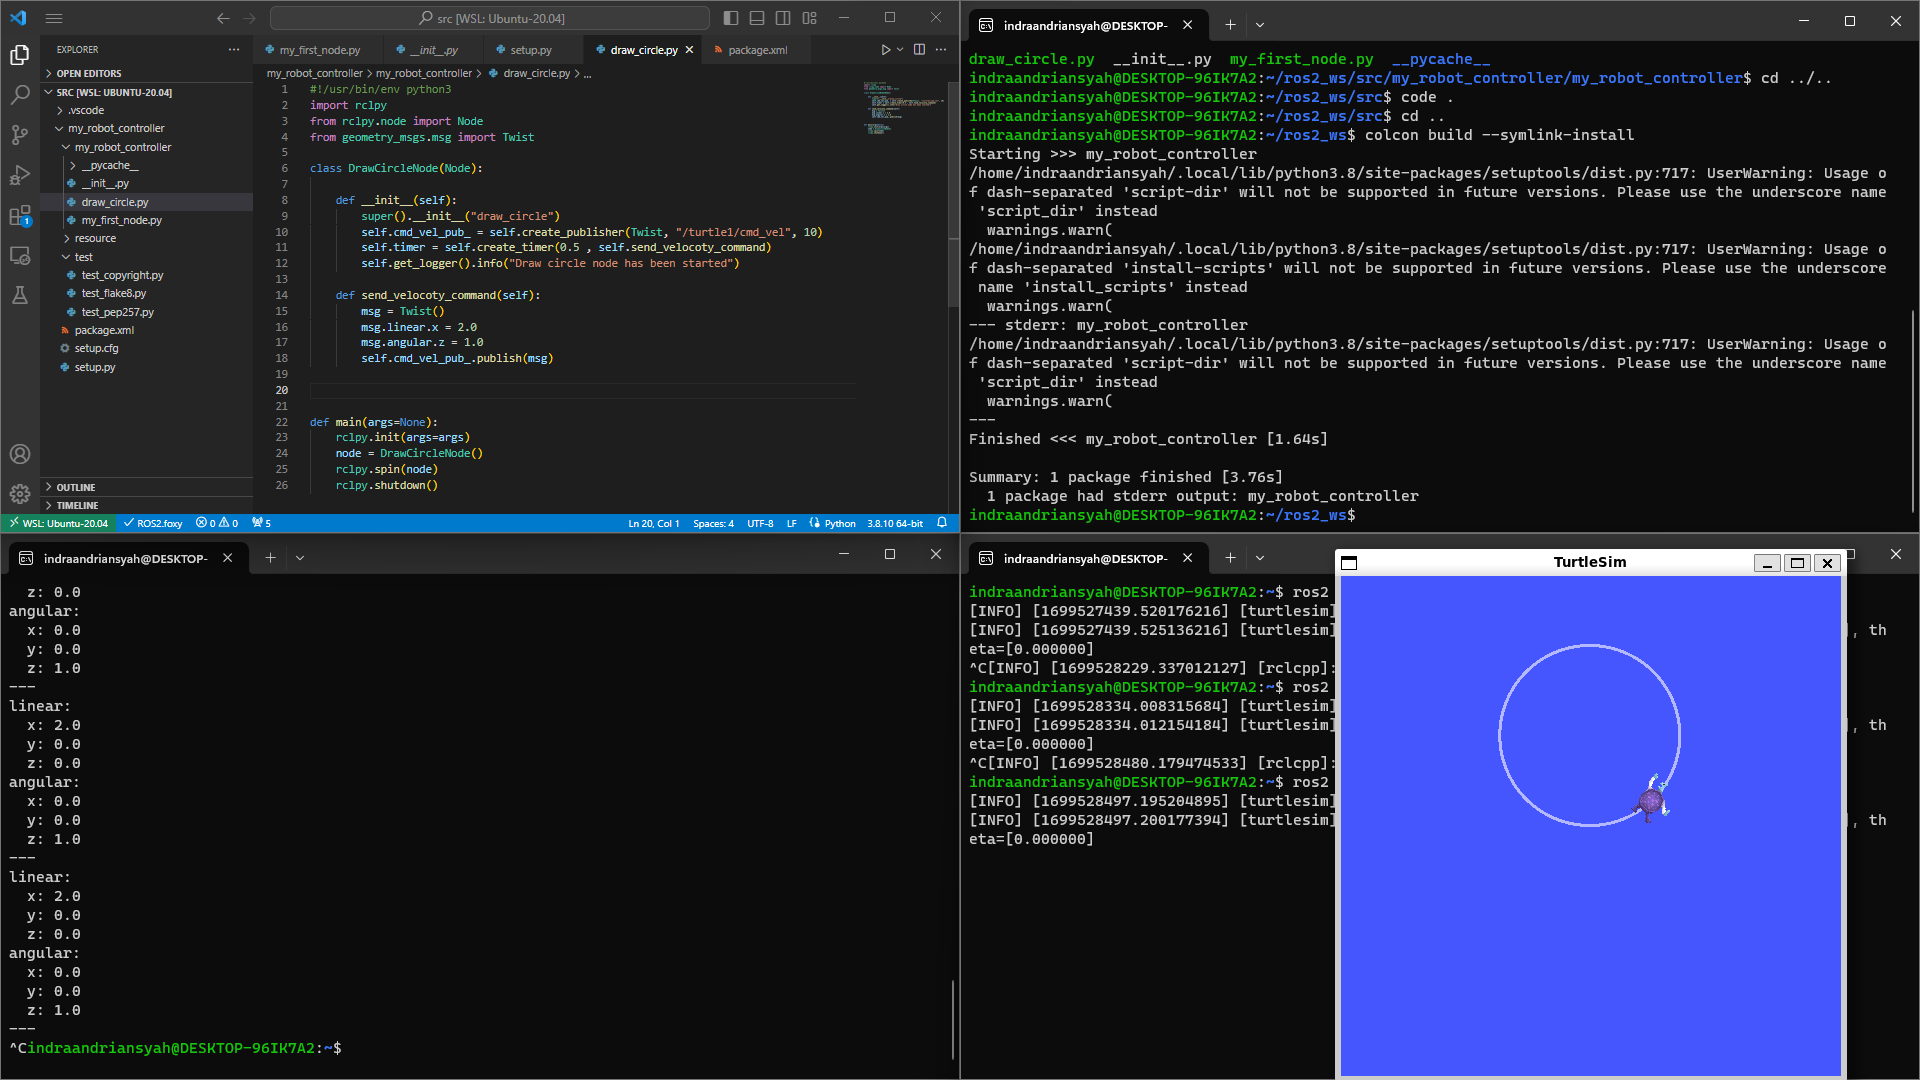 src [WSL: Ubuntu-20.04]
EXPLORER
OPEN EDITORS
SRC [WSL: UBUNTU-20.04]
.vscode
my_robot_controller
my_robot_controller
__pycache__
__init__.py
draw_circle.py
my_first_node.py
resource
test
test_copyright.py
test_flake8.py
test_pep257.py
package.xml
setup.cfg
setup.py
OUTLINE
TIMELINE
1
my_first_node.py __init__.py setup.py draw_circle.py package.xml
my_robot_controller > my_robot_controller > draw_circle.py > ...
1 #!/usr/bin/env python3
2 import rclpy
3 from rclpy.node import Node
4 from geometry_msgs.msg import Twist
5
6 class DrawCircleNode(Node):
7
8 def __init__(self):
9 super().__init__("draw_circle")
10 self.cmd_vel_pub_ = self.create_publisher(Twist, "/turtle1/cmd_vel", 10)
11 self.timer = self.create_timer(0.5 , self.send_velocoty_command)
12 self.get_logger().info("Draw circle node has been started")
13
14 def send_velocoty_command(self):
15 msg = Twist()
16 msg.linear.x = 2.0
17 msg.angular.z = 1.0
18 self.cmd_vel_pub_.publish(msg)
19
20
21
22 def main(args=None):
23 rclpy.init(args=args)
24 node = DrawCircleNode()
25 rclpy.spin(node)
26 rclpy.shutdown()
WSL: Ubuntu-20.04 ROS2.foxy 0 0 5 Ln 20, Col 1 Spaces: 4 UTF-8 LF Python 3.8.10 64-bit
indraandriansyah@DESKTOP-
draw_circle.py __init__.py my_first_node.py __pycache__
indraandriansyah@DESKTOP-96IK7A2:~/ros2_ws/src/my_robot_controller/my_robot_controller$ cd ../..
indraandriansyah@DESKTOP-96IK7A2:~/ros2_ws/src$ code .
indraandriansyah@DESKTOP-96IK7A2:~/ros2_ws/src$ cd ..
indraandriansyah@DESKTOP-96IK7A2:~/ros2_ws$ colcon build --symlink-install
Starting >>> my_robot_controller
/home/indraandriansyah/.local/lib/python3.8/site-packages/setuptools/dist.py:717: UserWarning: Usage o
f dash-separated 'script-dir' will not be supported in future versions. Please use the underscore name
'script_dir' instead
warnings.warn(
/home/indraandriansyah/.local/lib/python3.8/site-packages/setuptools/dist.py:717: UserWarning: Usage o
f dash-separated 'install-scripts' will not be supported in future versions. Please use the underscore
name 'install_scripts' instead
warnings.warn(
--- stderr: my_robot_controller
/home/indraandriansyah/.local/lib/python3.8/site-packages/setuptools/dist.py:717: UserWarning: Usage o
f dash-separated 'script-dir' will not be supported in future versions. Please use the underscore name
'script_dir' instead
warnings.warn(
---
Finished <<< my_robot_controller [1.64s]
Summary: 1 package finished [3.76s]
1 package had stderr output: my_robot_controller
indraandriansyah@DESKTOP-96IK7A2:~/ros2_ws$
indraandriansyah@DESKTOP-
z: 0.0
angular:
x: 0.0
y: 0.0
z: 1.0
---
linear:
x: 2.0
y: 0.0
z: 0.0
angular:
x: 0.0
y: 0.0
z: 1.0
---
linear:
x: 2.0
y: 0.0
z: 0.0
angular:
x: 0.0
y: 0.0
z: 1.0
---
^Cindraandriansyah@DESKTOP-96IK7A2:~$
indraandriansyah@DESKTOP-
indraandriansyah@DESKTOP-96IK7A2:~$ ros2
[INFO] [1699527439.520176216] [turtlesim]
[INFO] [1699527439.525136216] [turtlesim] , th
eta=[0.000000]
^C[INFO] [1699528229.337012127] [rclcpp]:
indraandriansyah@DESKTOP-96IK7A2:~$ ros2
[INFO] [1699528334.008315684] [turtlesim]
[INFO] [1699528334.012154184] [turtlesim] , th
eta=[0.000000]
^C[INFO] [1699528480.179474533] [rclcpp]:
indraandriansyah@DESKTOP-96IK7A2:~$ ros2
[INFO] [1699528497.195204895] [turtlesim]
[INFO] [1699528497.200177394] [turtlesim] , th
eta=[0.000000]
TurtleSim